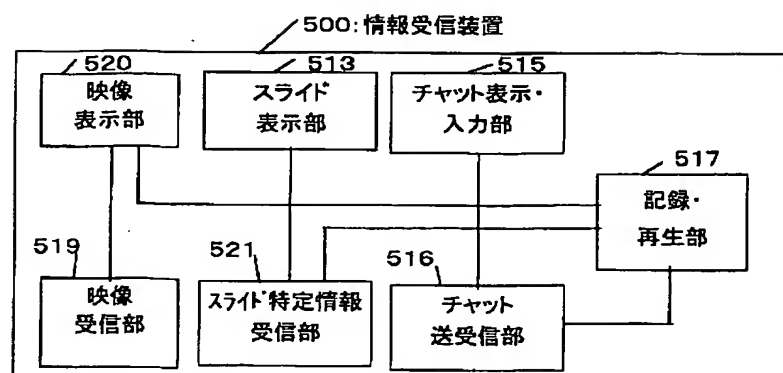 500:情報受信装置
520
映像
表示部
513
スライド
表示部
515
チャット表示・
入力部
517
記録・
再生部
519
映像
受信部
521
スライド特定情報
受信部
516
チャット
送受信部